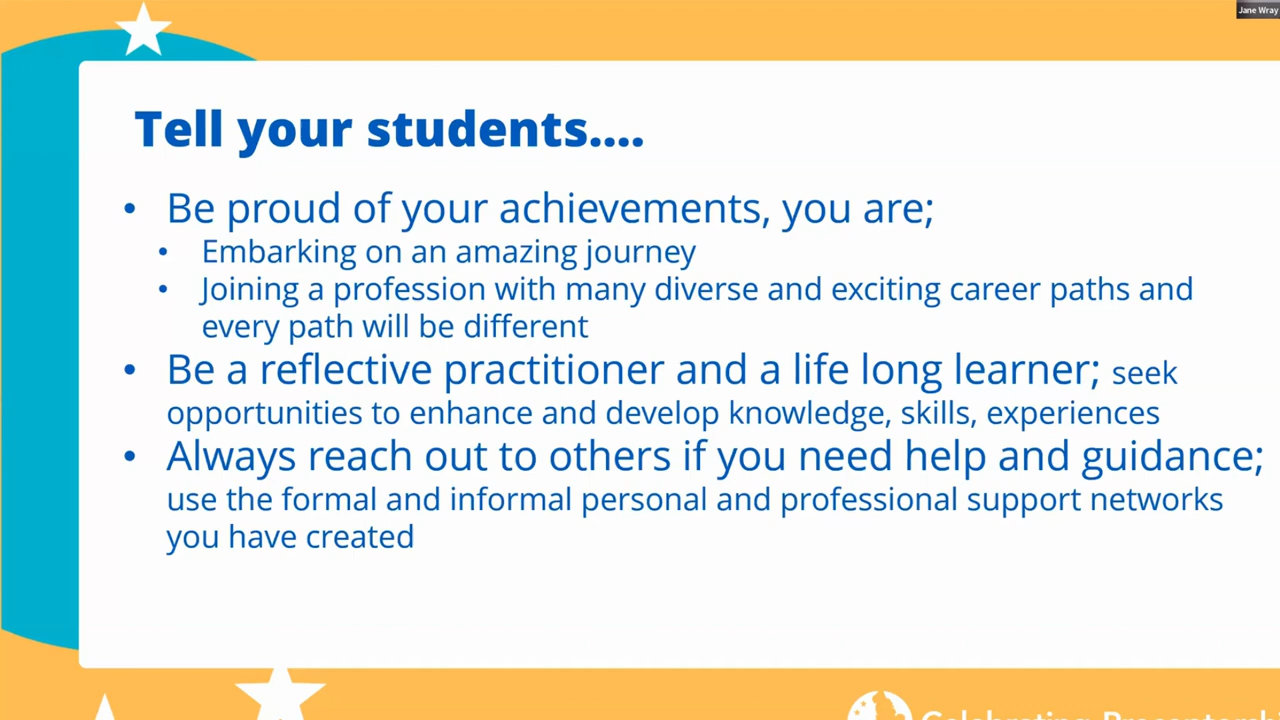 Jane Wray
Tell your students....
• Be proud of your achievements, you are;
• Embarking on an amazing journey
• Joining a profession with many diverse and exciting career paths and
every path will be different
• Be a reflective practitioner and a life long learner; seek
opportunities to enhance and develop knowledge, skills, experiences
• Always reach out to others if you need help and guidance;
use the formal and informal personal and professional support networks
you have created
Celebrating